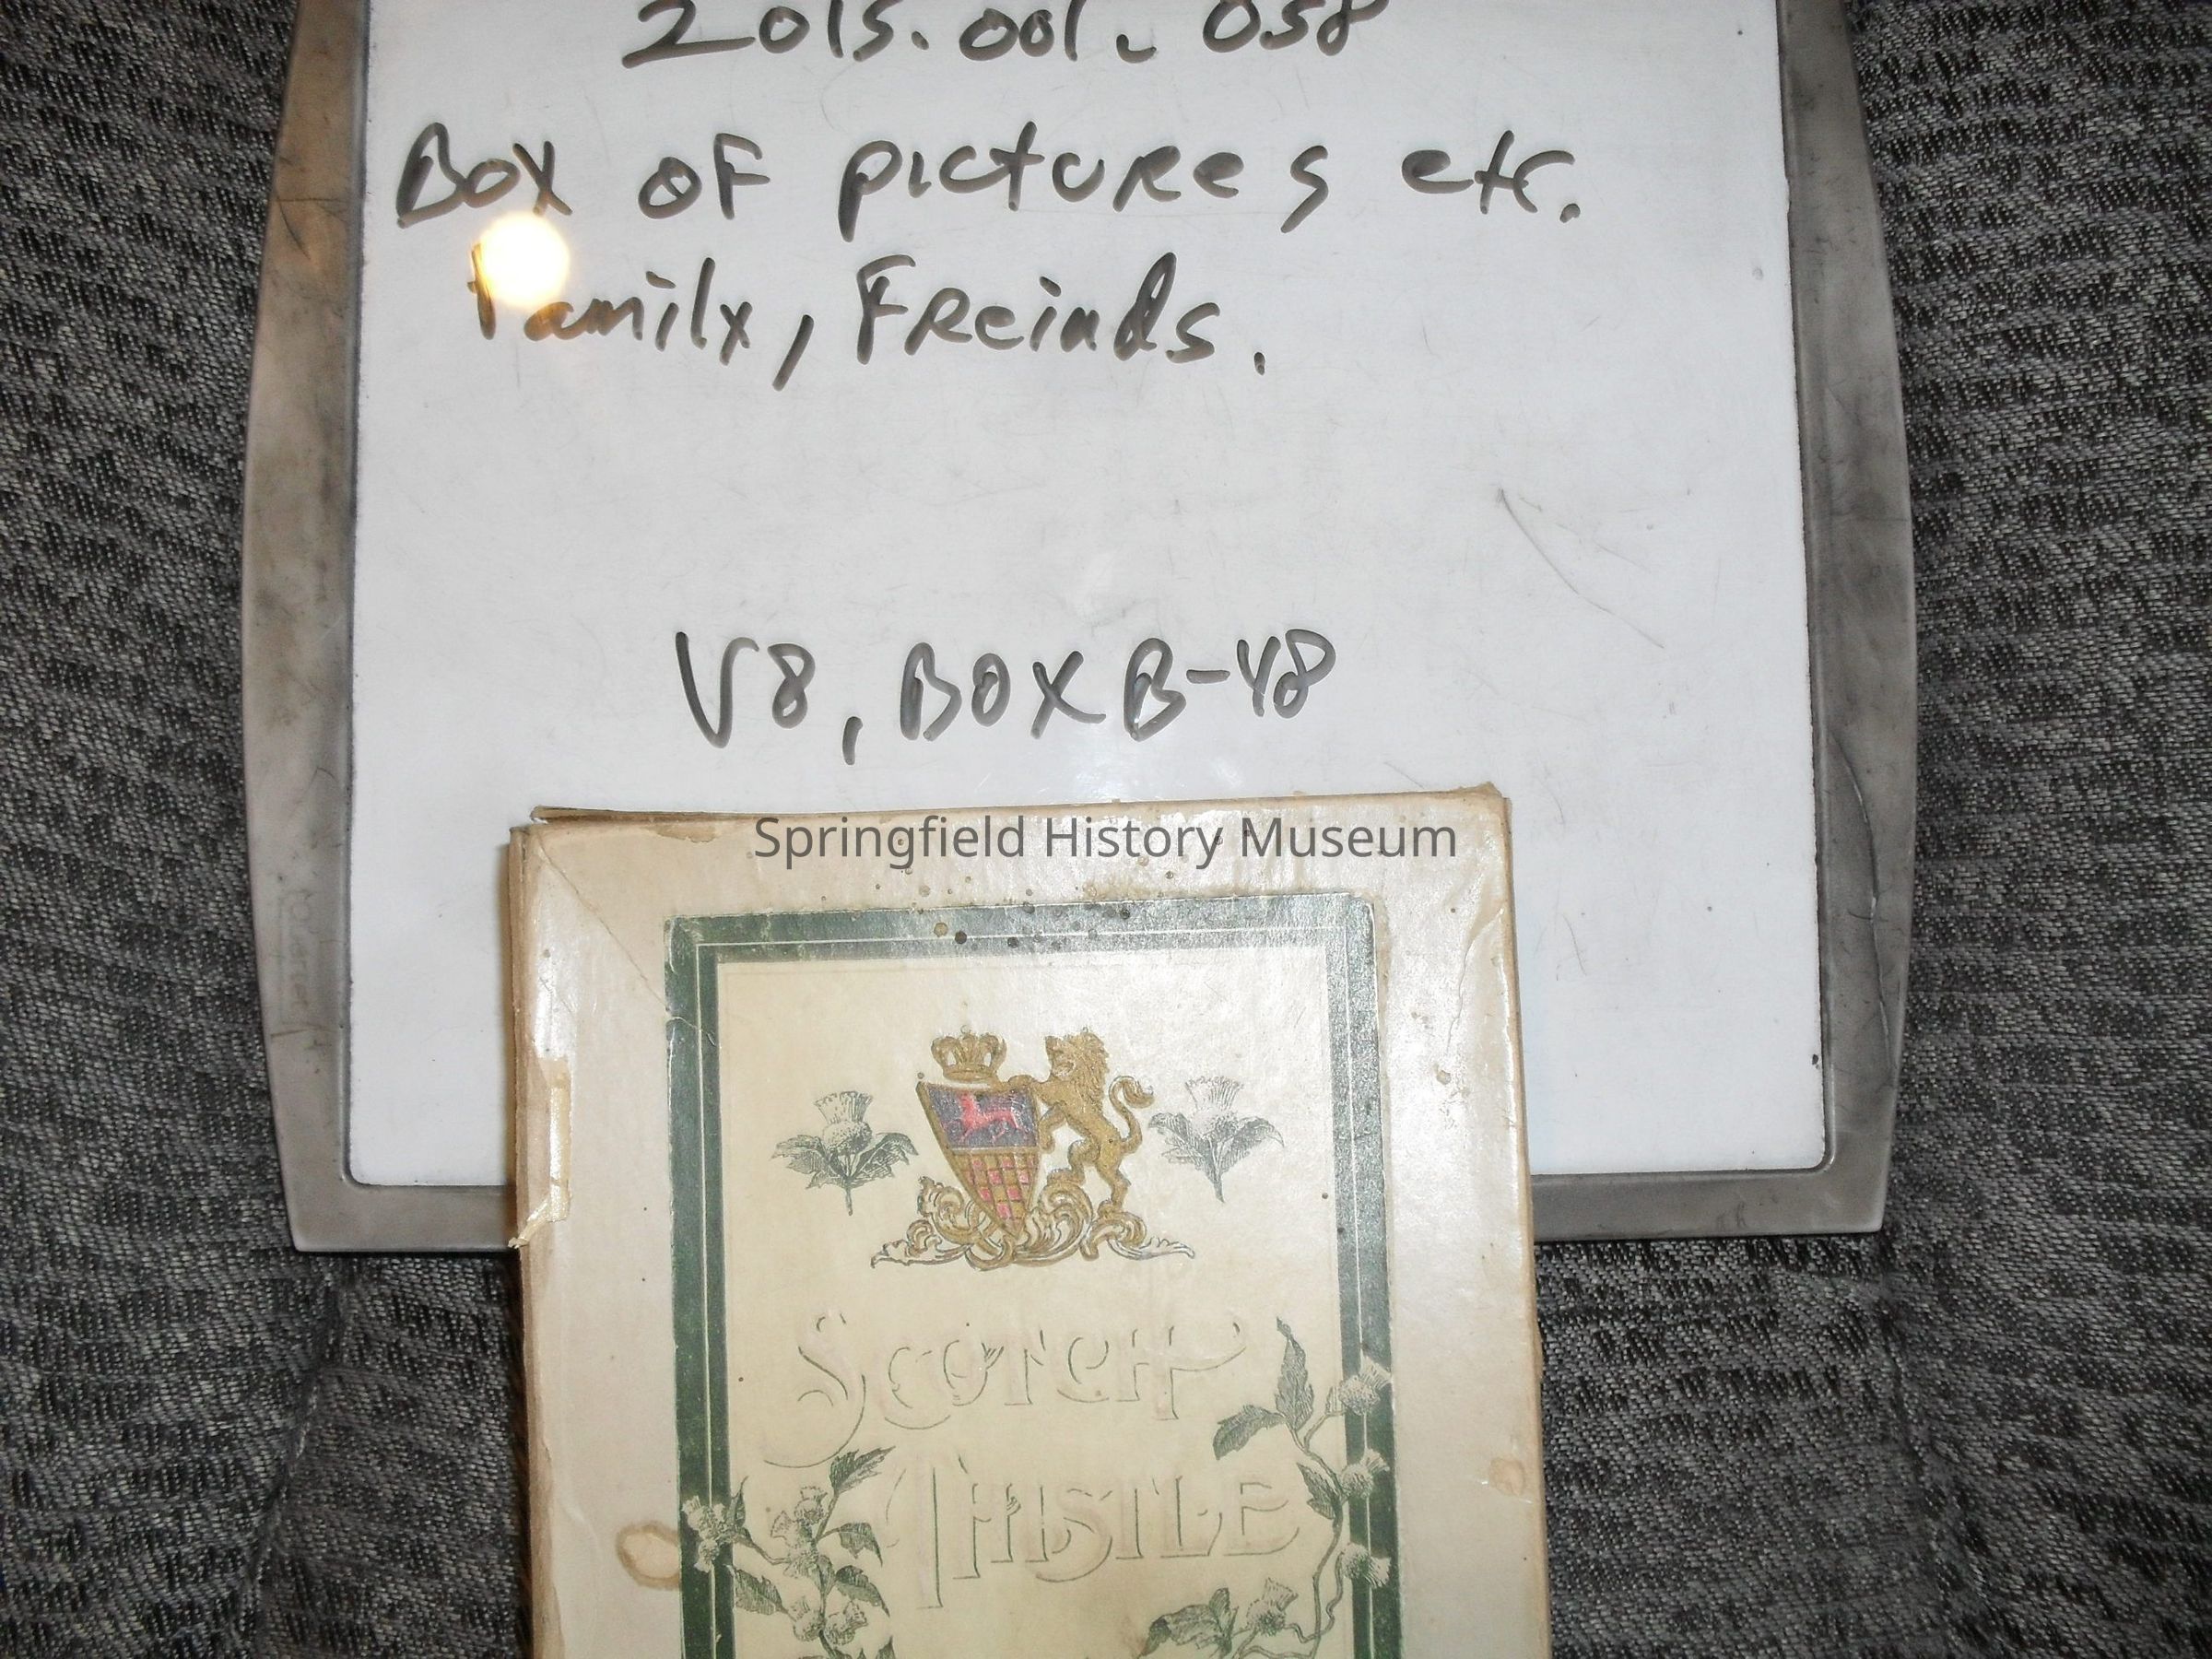 2015.001.058
Box of pictures etc.
Family, Freinds.
V8, Box B-48
Springfield History Museum
Scotch
Thistle